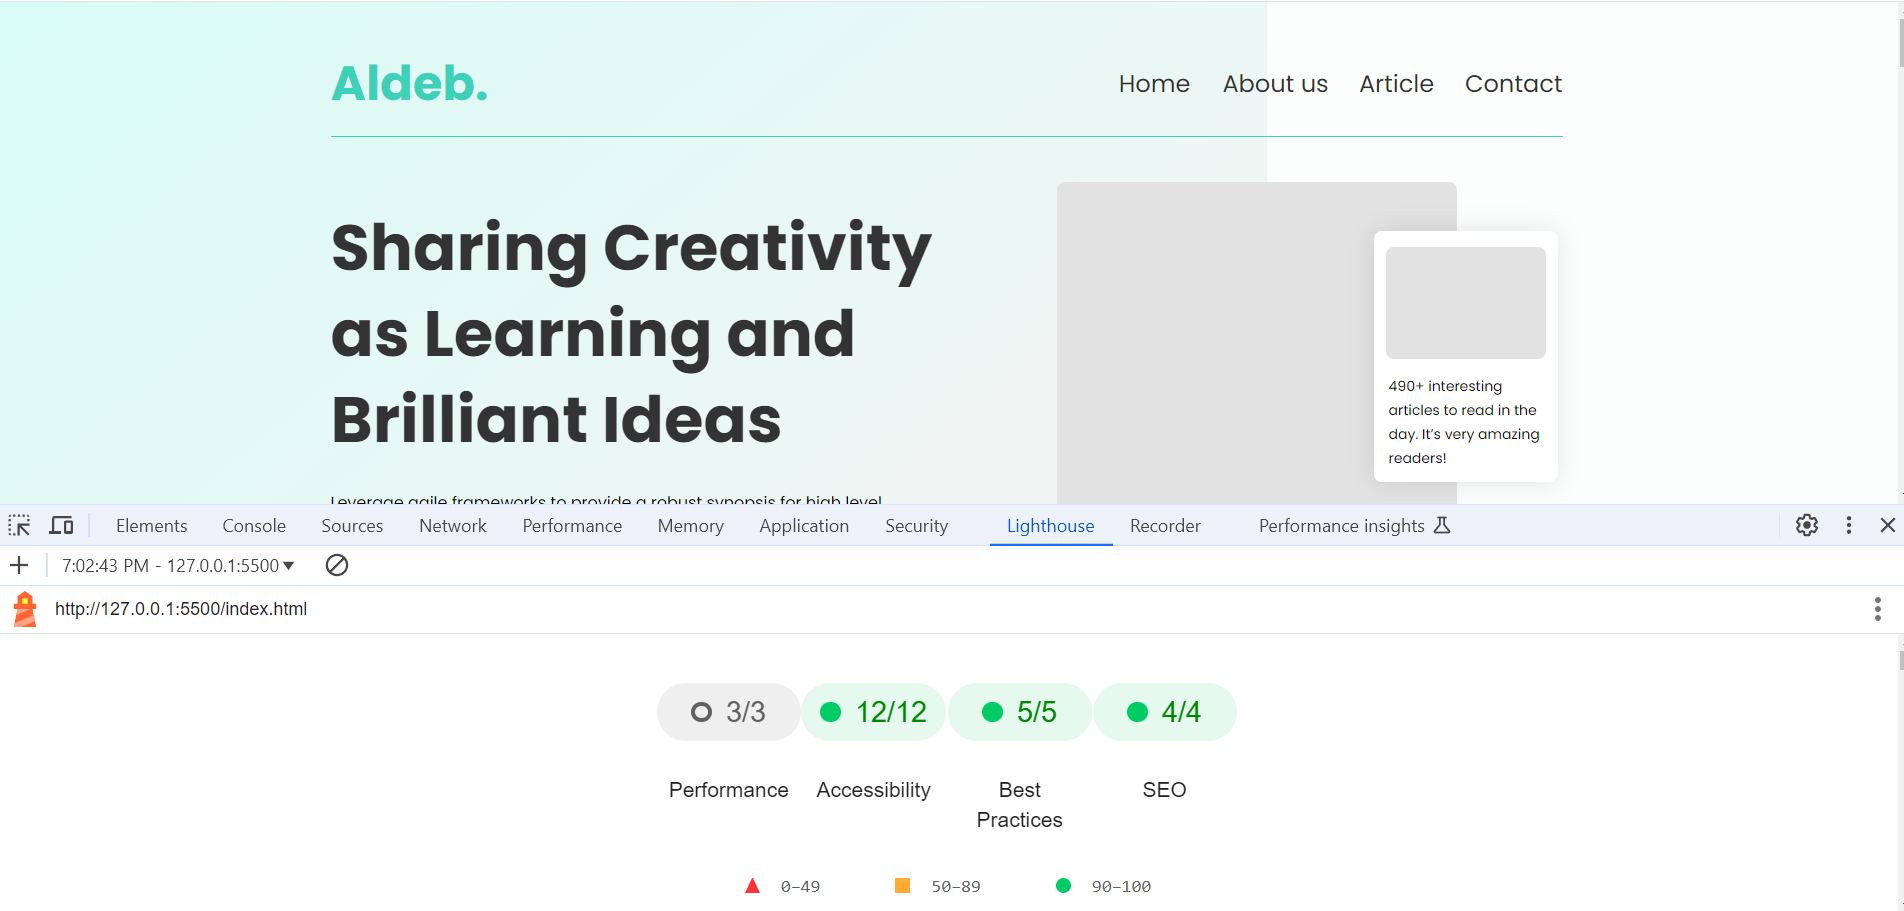 Aldeb.
Home About us Article Contact
Sharing Creativity
as Learning and
Brilliant Ideas
490+ interesting
articles to read in the
day. It’s very amazing
readers!
Leverage agile frameworks to provide a robust synopsis for high level
Elements Console Sources Network Performance Memory Application Security Lighthouse Recorder Performance insights
7:02:43 PM - 127.0.0.1:5500
http://127.0.0.1:5500/index.html
3/3 12/12 5/5 4/4
Performance Accessibility Best SEO
Practices
0–49 50–89 90–100